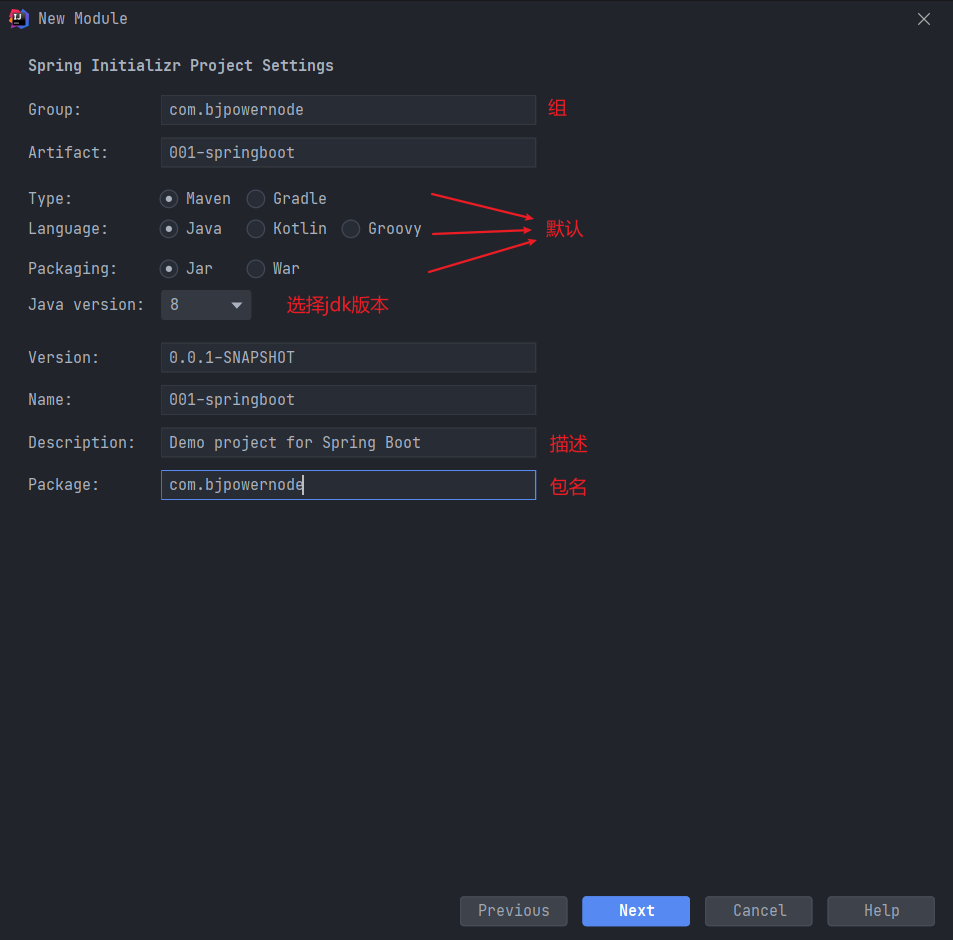 New Module
Spring Initializr Project Settings
Group: com.bjpowernode 组
Artifact: 001-springboot
Type: Maven Gradle
Language: Java Kotlin Groovy 默认
Packaging: Jar War
Java version: 8 选择jdk版本
Version: 0.0.1-SNAPSHOT
Name: 001-springboot
Description: Demo project for Spring Boot 描述
Package: com.bjpowernode 包名
Previous Next Cancel Help